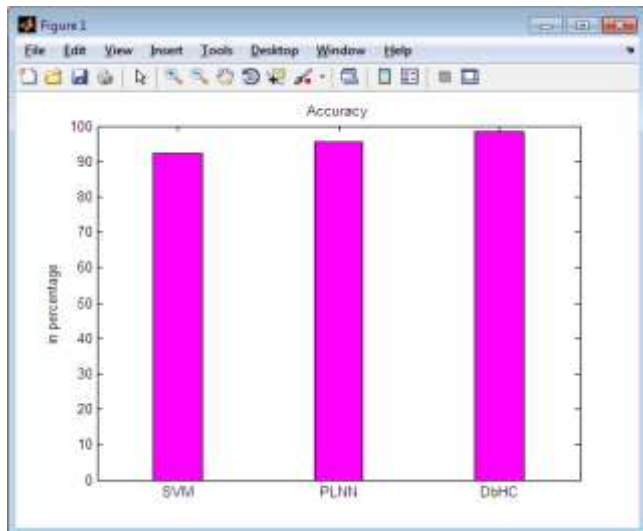 Figure 1
File Edit View Insert Tools Desktop Window Help
Accuracy
100
90
80
70
60
50
40
30
20
10
0
in percentage
SVM PLNN DbHC